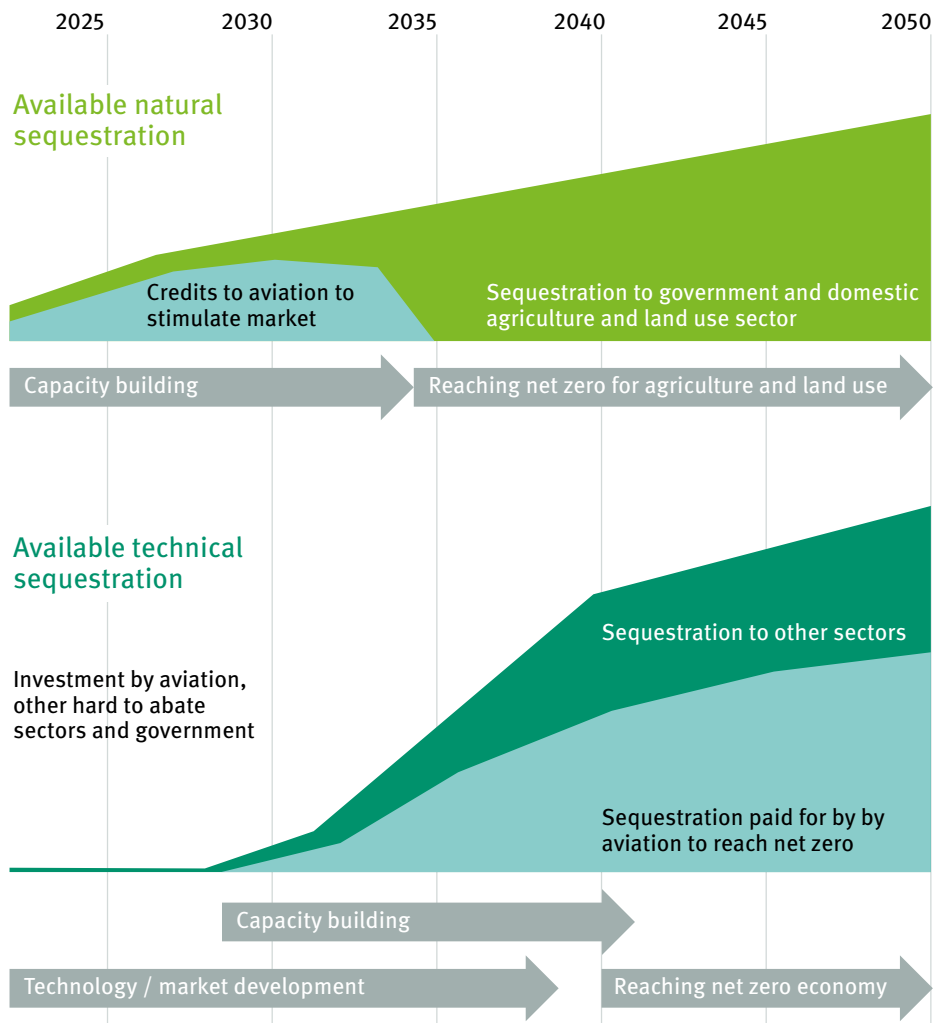 2025 2030 2035 2040 2045 2050
Available natural
sequestration
Credits to aviation to
stimulate market
Sequestration to government and domestic
agriculture and land use sector
Capacity building
Reaching net zero for agriculture and land use
Available technical
sequestration
Sequestration to other sectors
Investment by aviation,
other hard to abate
sectors and government
Sequestration paid for by by
aviation to reach net zero
Capacity building
Technology / market development
Reaching net zero economy